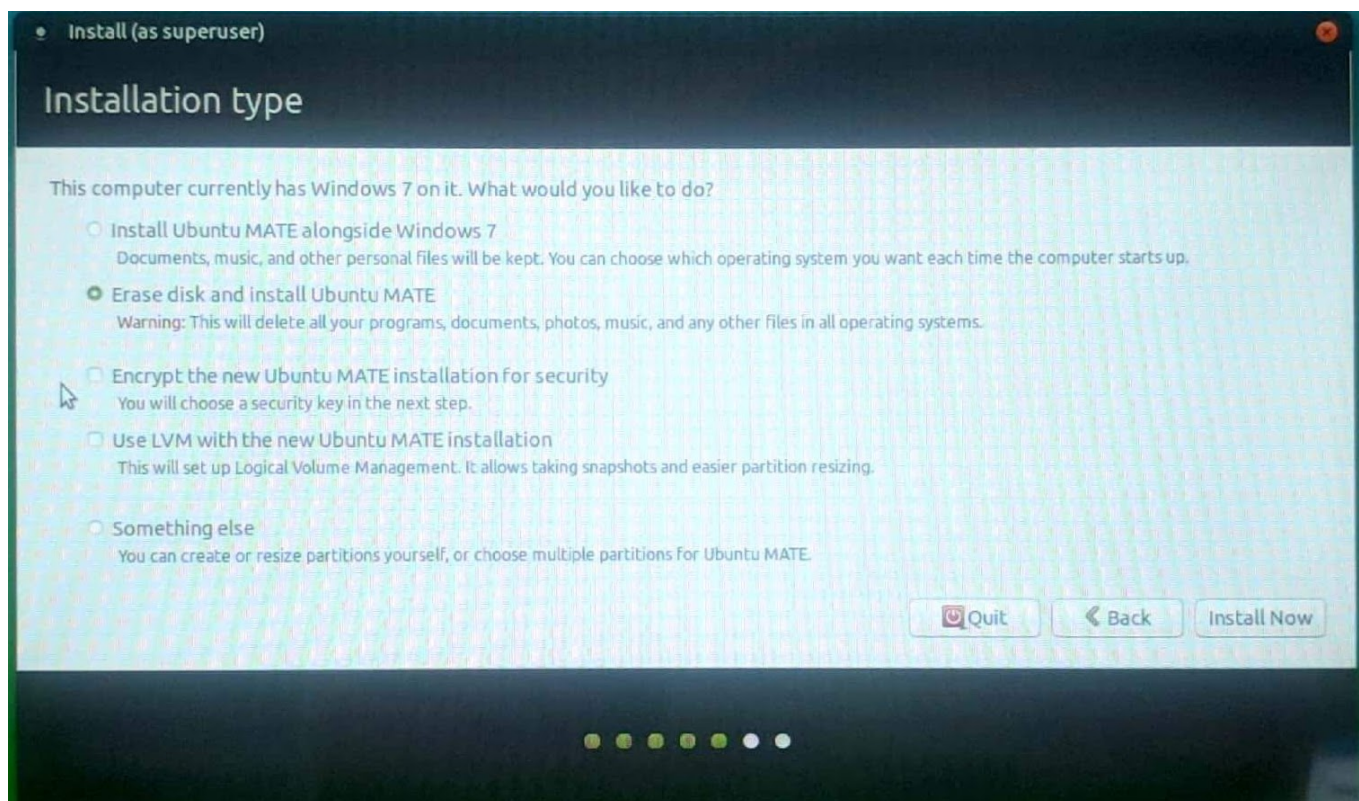 Install (as superuser)
Installation type
This computer currently has Windows 7 on it. What would you like to do?
Install Ubuntu MATE alongside Windows 7
Documents, music, and other personal files will be kept. You can choose which operating system you want each time the computer starts up.
Erase disk and install Ubuntu MATE
Warning: This will delete all your programs, documents, photos, music, and any other files in all operating systems.
Encrypt the new Ubuntu MATE installation for security
You will choose a security key in the next step.
Use LVM with the new Ubuntu MATE installation
This will set up Logical Volume Management. It allows taking snapshots and easier partition resizing.
Something else
You can create or resize partitions yourself, or choose multiple partitions for Ubuntu MATE.
Quit Back Install Now